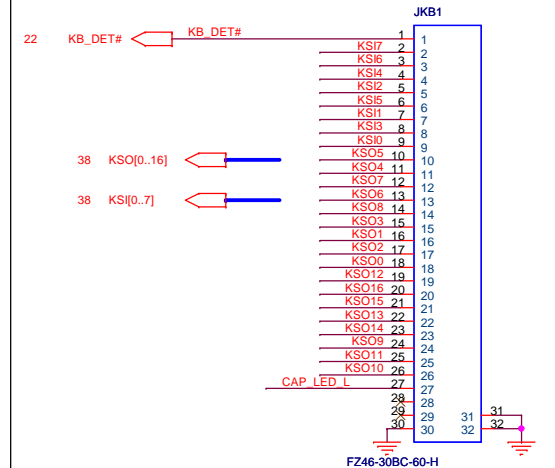 JKB1
22 KB_DET# KB_DET# 1 1
KSI7 2 2
KSI6 3 3
KSI4 4 4
KSI2 5 5
KSI5 6 6
KSI1 7 7
KSI3 8 8
KSI0 9 9
38 KSO[0..16] KSO5 10 10
KSO4 11 11
KSO7 12 12
38 KSI[0..7] KSO6 13 13
KSO8 14 14
KSO3 15 15
KSO1 16 16
KSO2 17 17
KSO0 18 18
KSO12 19 19
KSO16 20 20
KSO15 21 21
KSO13 22 22
KSO14 23 23
KSO9 24 24
KSO11 25 25
KSO10 26 26
CAP_LED_L 27 27
28 28
29 29 31 31
30 30 32 32
FZ46-30BC-60-H